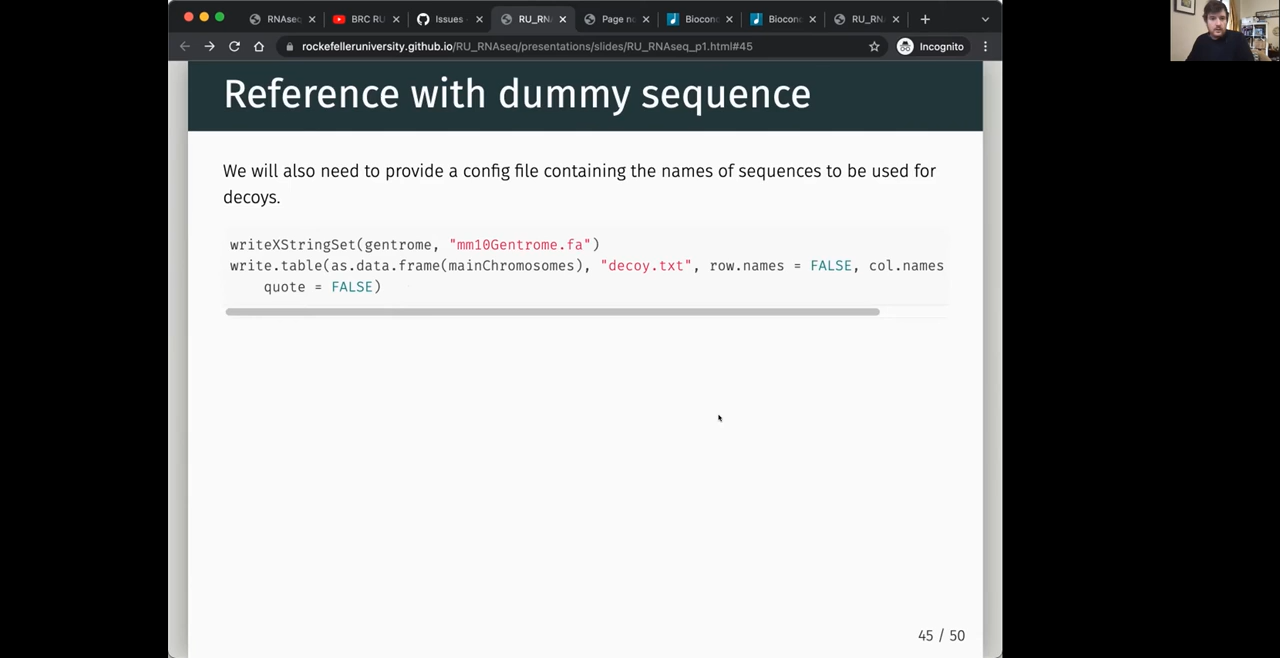 RNAseq
BRC RU
Issues
RU_RN
Page n
Biocon
Biocon
RU_RN
rockefelleruniversity.github.io/RU_RNAseq/presentations/slides/RU_RNAseq_p1.html#45
Incognito
Reference with dummy sequence
We will also need to provide a config file containing the names of sequences to be used for
decoys.
writeXStringSet(gentrome, "mm10Gentrome.fa")
write.table(as.data.frame(mainChromosomes), "decoy.txt", row.names = FALSE, col.names
quote = FALSE)
45 / 50